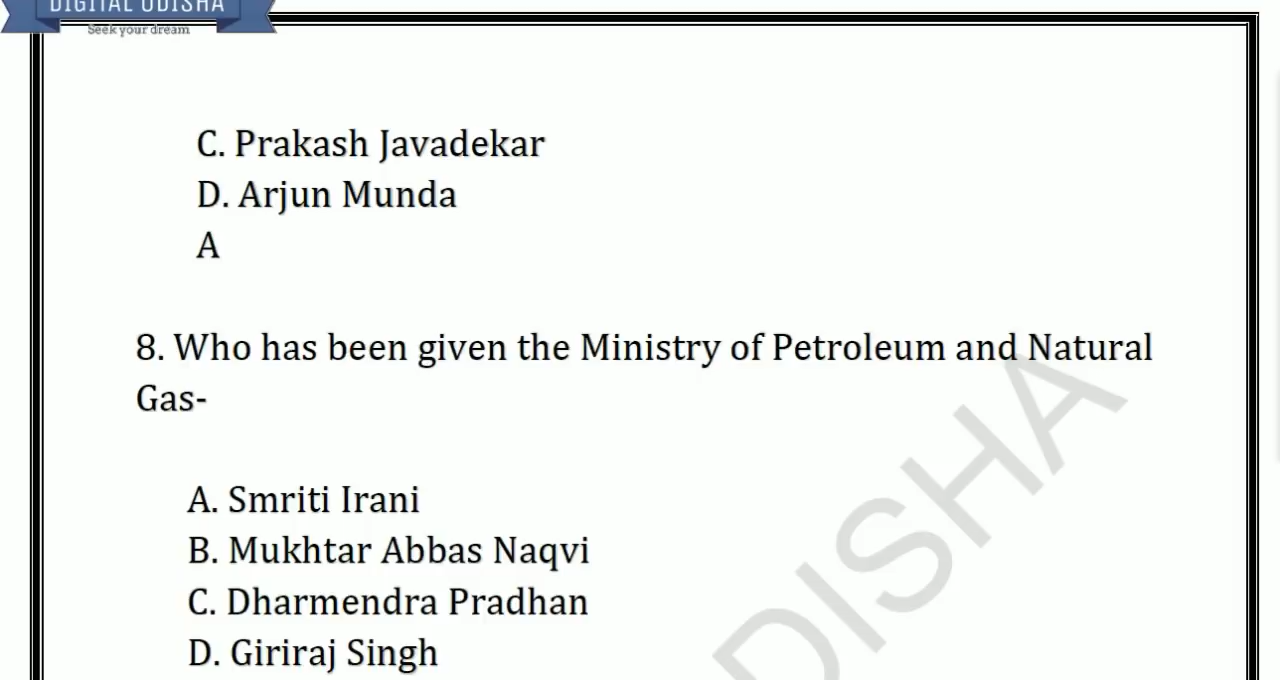 DIGITAL ODISHA
Seek your dream
C. Prakash Javadekar
D. Arjun Munda
A
8. Who has been given the Ministry of Petroleum and Natural
Gas-
A. Smriti Irani
B. Mukhtar Abbas Naqvi
C. Dharmendra Pradhan
D. Giriraj Singh
DISHA